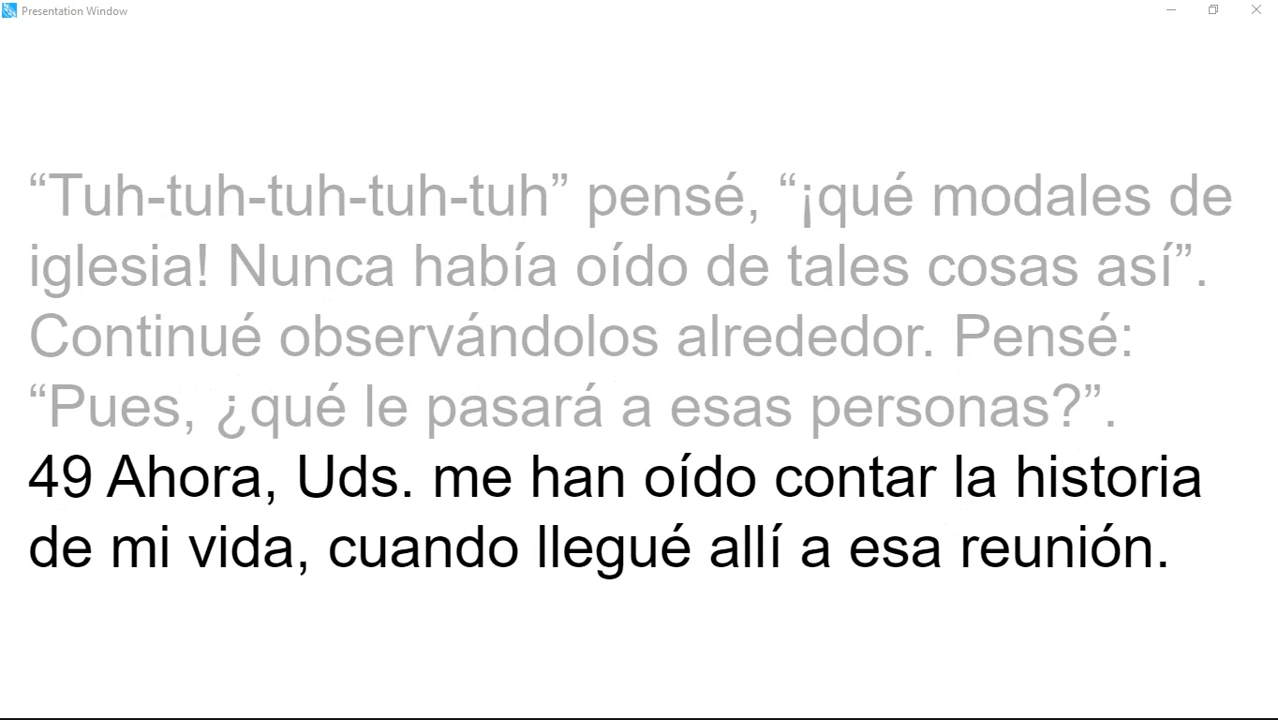 Presentation Window
“Tuh-tuh-tuh-tuh-tuh” pensé, “¡qué modales de
iglesia! Nunca había oído de tales cosas así”.
Continué observándolos alrededor. Pensé:
“Pues, ¿qué le pasará a esas personas?”.
49 Ahora, Uds. me han oído contar la historia
de mi vida, cuando llegué allí a esa reunión.